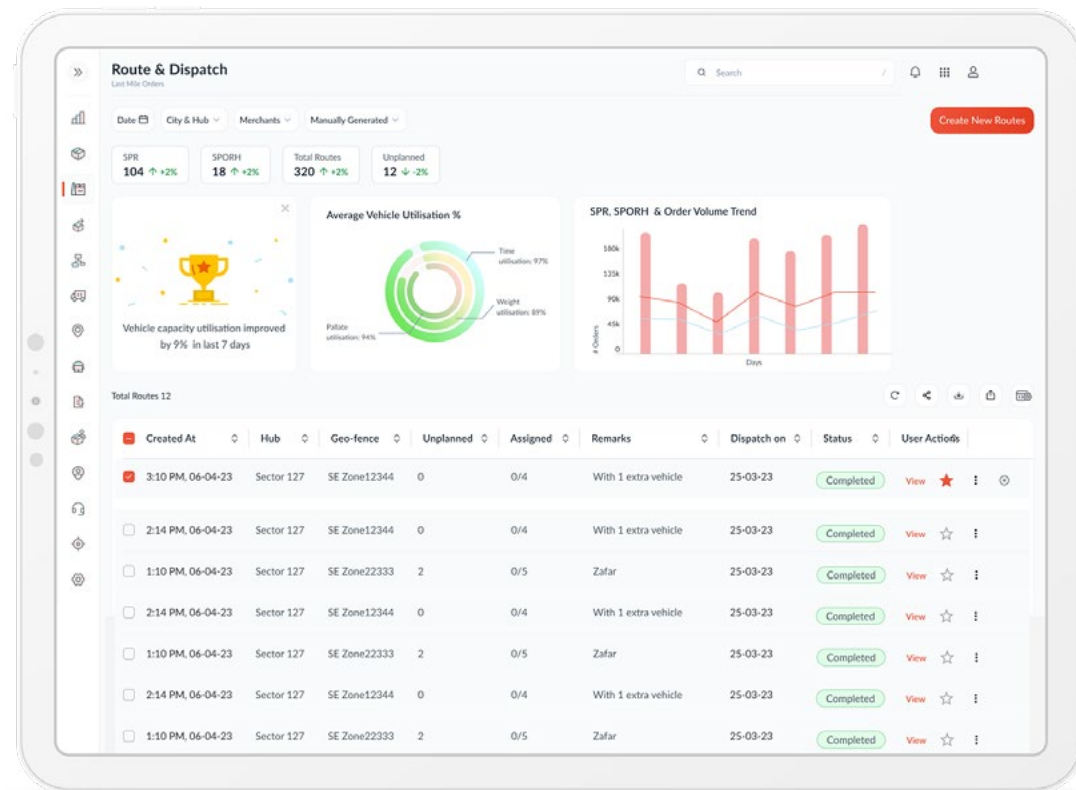 Route & Dispatch
Last Mile Orders
Search /
Date City & Hub Merchants Manually Generated
Create New Routes
SPR SPORH Total Routes Unplanned
104 +2% 18 +2% 320 +2% 12 -2%
Vehicle capacity utilisation improved
by 9% in last 7 days
Average Vehicle Utilisation %
Time
utilisation: 97%
Weight
utilisation: 89%
Pallate
utilisation: 94%
SPR, SPORH & Order Volume Trend
180k
135k
90k
45k
0
# Orders
Days
Total Routes 12
Created At Hub Geo-fence Unplanned Assigned Remarks Dispatch on Status User Actions
3:10 PM, 06-04-23 Sector 127 SE Zone12344 0 0/4 With 1 extra vehicle 25-03-23 Completed View
2:14 PM, 06-04-23 Sector 127 SE Zone12344 0 0/4 With 1 extra vehicle 25-03-23 Completed View
1:10 PM, 06-04-23 Sector 127 SE Zone22333 2 0/5 Zafar 25-03-23 Completed View
2:14 PM, 06-04-23 Sector 127 SE Zone12344 0 0/4 With 1 extra vehicle 25-03-23 Completed View
1:10 PM, 06-04-23 Sector 127 SE Zone22333 2 0/5 Zafar 25-03-23 Completed View
2:14 PM, 06-04-23 Sector 127 SE Zone12344 0 0/4 With 1 extra vehicle 25-03-23 Completed View
1:10 PM, 06-04-23 Sector 127 SE Zone22333 2 0/5 Zafar 25-03-23 Completed View